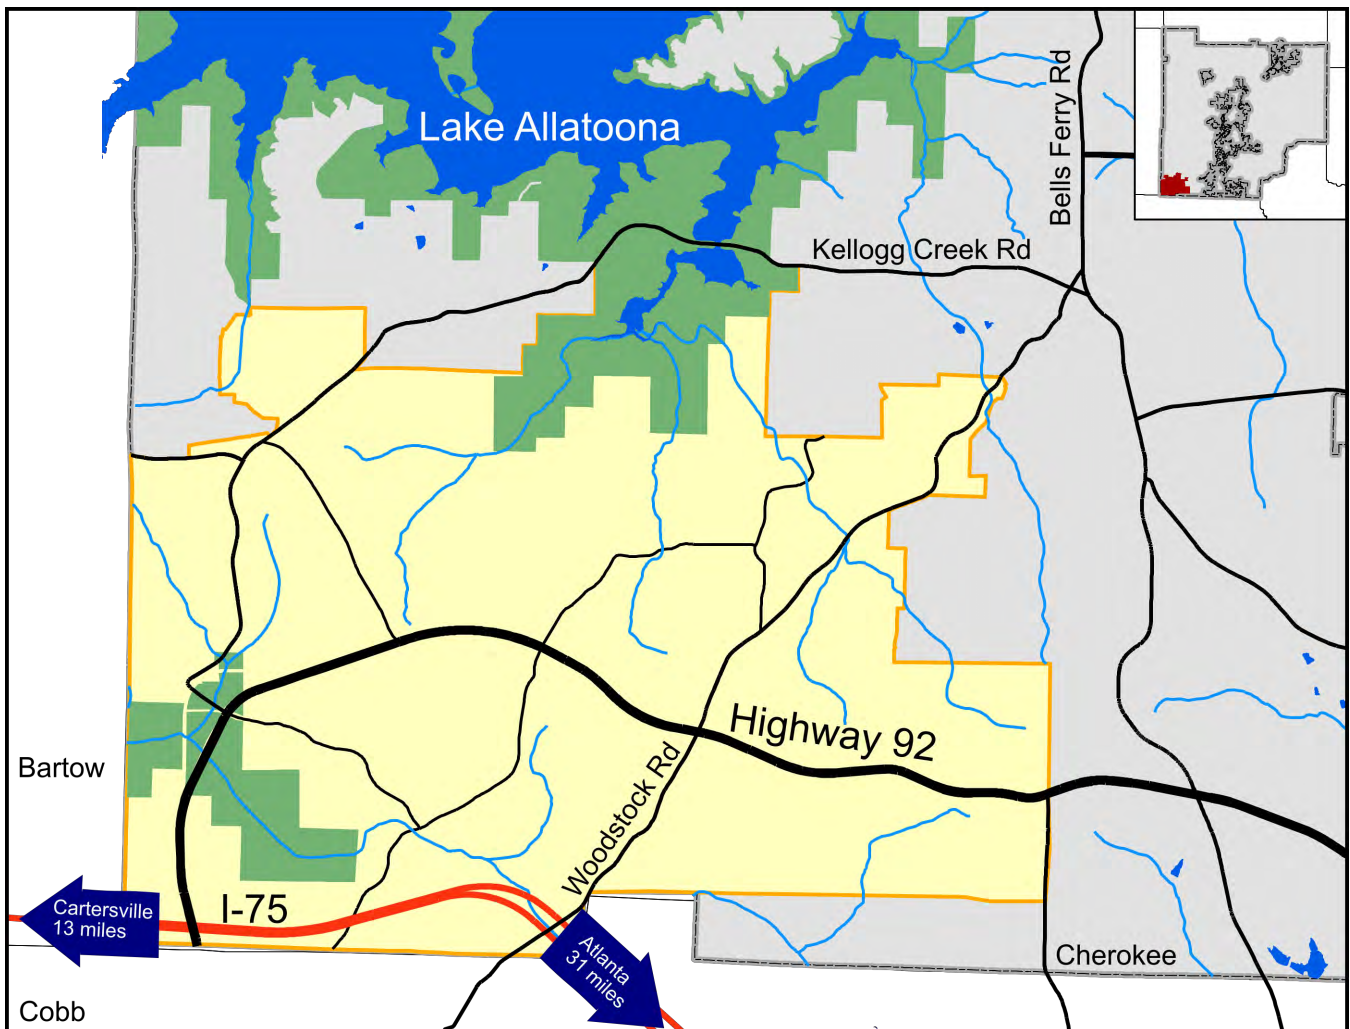 Lake Allatoona
Bells Ferry Rd
Kellogg Creek Rd
Highway 92
Bartow
Woodstock Rd
I-75
Cartersville
13 miles
Atlanta
31 miles
Cherokee
Cobb